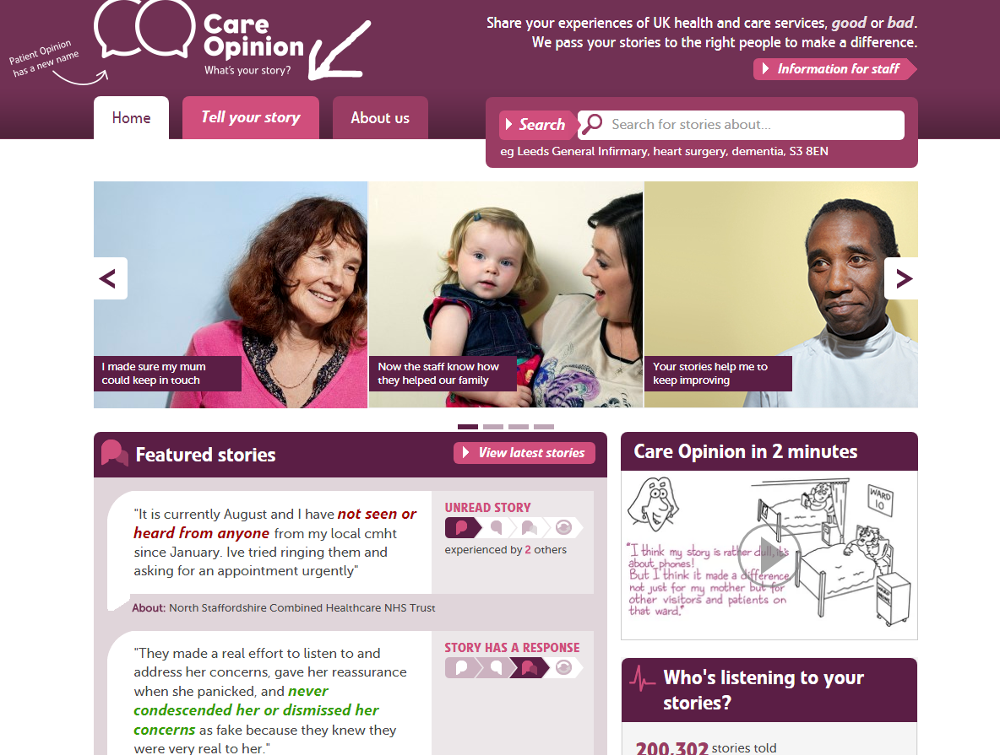 Patient Opinion
has a new name
Care
Opinion
What's your story?
Share your experiences of UK health and care services, good or bad.
We pass your stories to the right people to make a difference.
Information for staff
Home
Tell your story
About us
Search
Search for stories about...
eg Leeds General Infirmary, heart surgery, dementia, S3 8EN
<
>
I made sure my mum
could keep in touch
Now the staff know how
they helped our family
Your stories help me to
keep improving
Featured stories
View latest stories
"It is currently August and I have not seen or
heard from anyone from my local cmht
since January. Ive tried ringing them and
asking for an appointment urgently"
UNREAD STORY
experienced by 2 others
About: North Staffordshire Combined Healthcare NHS Trust
"They made a real effort to listen to and
address her concerns, gave her reassurance
when she panicked, and never
condescended her or dismissed her
concerns as fake because they knew they
were very real to her."
STORY HAS A RESPONSE
Care Opinion in 2 minutes
WARD
10
"I think my story is rather dull, it's
about phones!
But I think it made a difference
not just for my mother but for
other visitors and patients on
that ward."
Who's listening to your
stories?
200,302 stories told